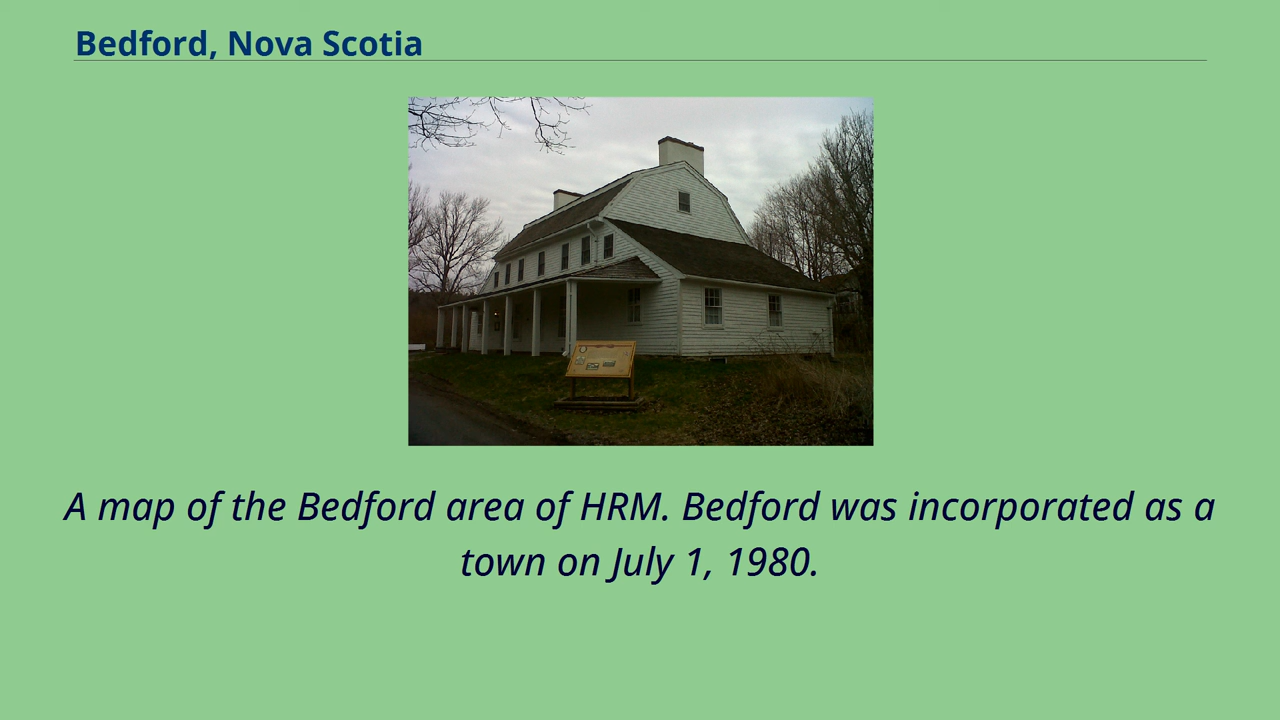 Bedford, Nova Scotia
A map of the Bedford area of HRM. Bedford was incorporated as a
town on July 1, 1980.